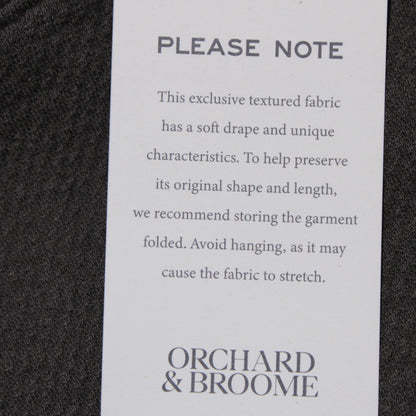 PLEASE NOTE
This exclusive textured fabric
has a soft drape and unique
characteristics. To help preserve
its original shape and length,
we recommend storing the garment
folded. Avoid hanging, as it may
cause the fabric to stretch.
ORCHARD
& BROOME